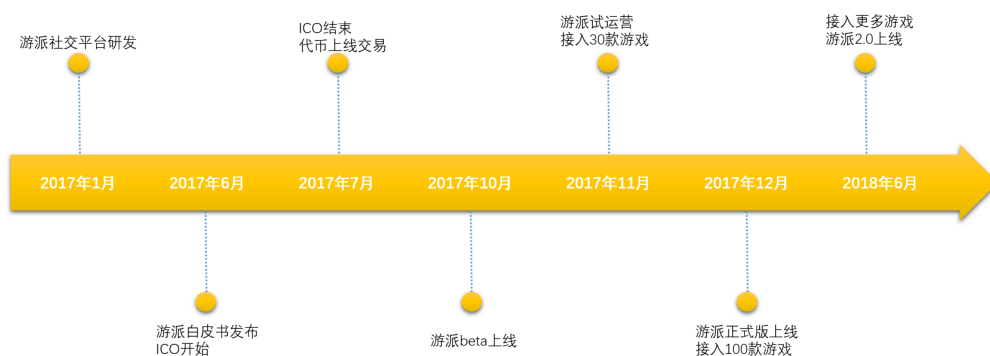 游派社交平台研发
ICO结束
代币上线交易
游派试运营
接入30款游戏
接入更多游戏
游派2.0上线
2017年1月
2017年6月
2017年7月
2017年10月
2017年11月
2017年12月
2018年6月
游派白皮书发布
ICO开始
游派beta上线
游派正式版上线
接入100款游戏